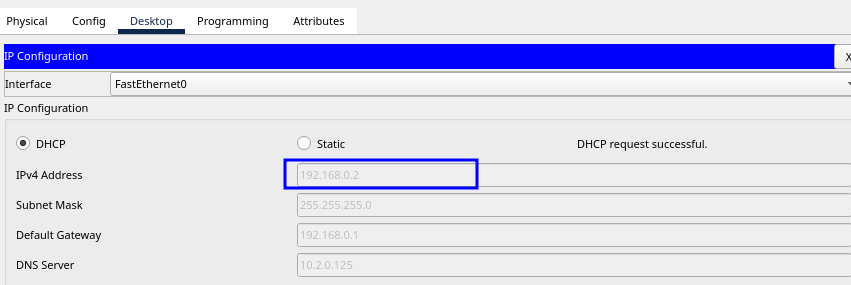 Physical Config Desktop Programming Attributes
IP Configuration X
Interface FastEthernet0
IP Configuration
DHCP Static DHCP request successful.
IPv4 Address 192.168.0.2
Subnet Mask 255.255.255.0
Default Gateway 192.168.0.1
DNS Server 10.2.0.125